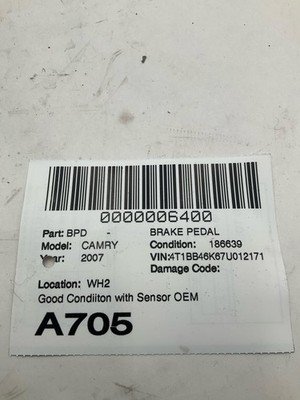 0000006400
Part: BPD - BRAKE PEDAL
Model: CAMRY Condition: 186639
Year: 2007 VIN:4T1BB46K67U012171
Damage Code:
Location: WH2
Good Condiiton with Sensor OEM
A705